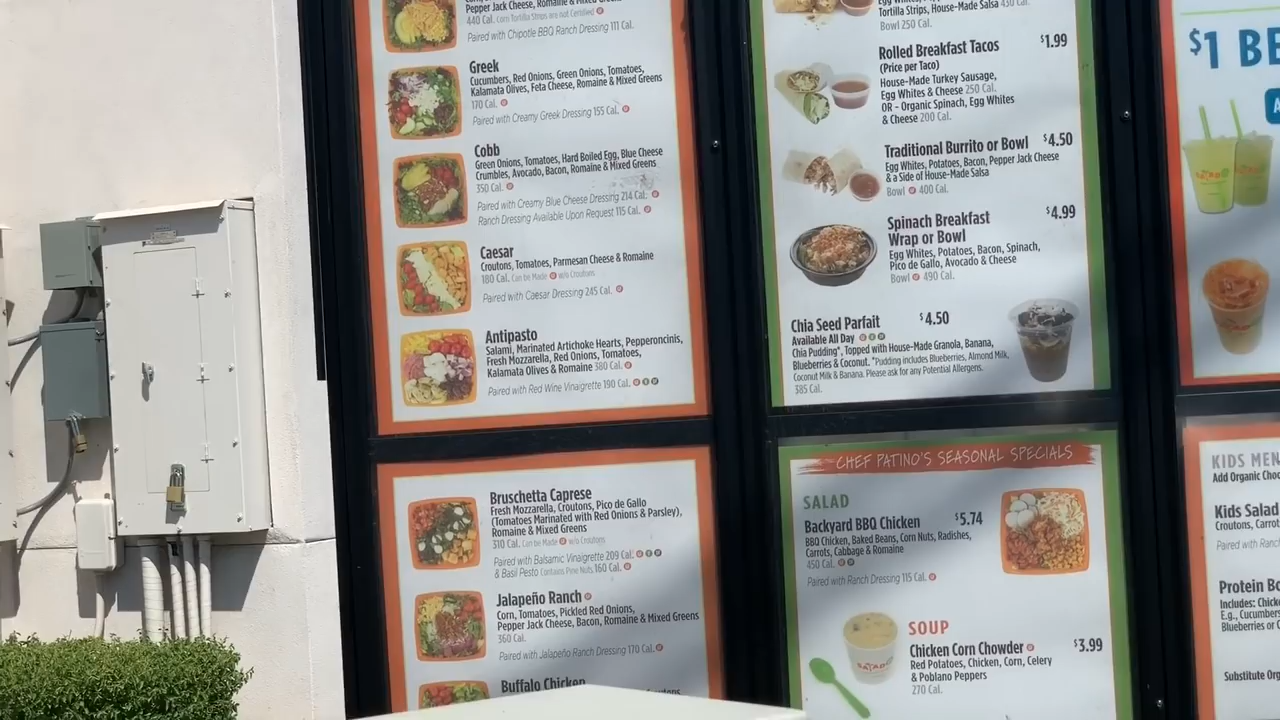 Pepper Jack Cheese, Romaine & Mixed Greens
440 Cal. Corn Tortilla Strips are not Certified
Paired with Chipotle BBQ Ranch Dressing 111 Cal.
Greek
Cucumbers, Red Onions, Green Onions, Tomatoes,
Kalamata Olives, Feta Cheese, Romaine & Mixed Greens
170 Cal.
Paired with Creamy Greek Dressing 155 Cal.
Cobb
Green Onions, Tomatoes, Hard Boiled Egg, Blue Cheese
Crumbles, Avocado, Bacon, Romaine & Mixed Greens
350 Cal.
Paired with Creamy Blue Cheese Dressing 214 Cal.
Ranch Dressing Available Upon Request 115 Cal.
Caesar
Croutons, Tomatoes, Parmesan Cheese & Romaine
180 Cal. Can be Made w/o Croutons
Paired with Caesar Dressing 245 Cal.
Antipasto
Salami, Marinated Artichoke Hearts, Pepperoncinis,
Fresh Mozzarella, Red Onions, Tomatoes,
Kalamata Olives & Romaine 380 Cal.
Paired with Red Wine Vinaigrette 190 Cal.
Bruschetta Caprese
Fresh Mozzarella, Croutons, Pico de Gallo
(Tomatoes Marinated with Red Onions & Parsley),
Romaine & Mixed Greens
310 Cal. Can be Made w/o Croutons
Paired with Balsamic Vinaigrette 209 Cal.
& Basil Pesto Contains Pine Nuts 160 Cal.
Jalapeño Ranch
Corn, Tomatoes, Pickled Red Onions,
Pepper Jack Cheese, Bacon, Romaine & Mixed Greens
360 Cal.
Paired with Jalapeño Ranch Dressing 170 Cal.
Buffalo Chicken
Tortilla Strips, House-Made Salsa 430 Cal.
Bowl 250 Cal.
Rolled Breakfast Tacos $1.99
(Price per Taco)
House-Made Turkey Sausage,
Egg Whites & Cheese 250 Cal.
OR - Organic Spinach, Egg Whites
& Cheese 200 Cal.
Traditional Burrito or Bowl $4.50
Egg Whites, Potatoes, Bacon, Pepper Jack Cheese
& a Side of House-Made Salsa
Bowl 400 Cal.
Spinach Breakfast $4.99
Wrap or Bowl
Egg Whites, Potatoes, Bacon, Spinach,
Pico de Gallo, Avocado & Cheese
Bowl 490 Cal.
Chia Seed Parfait $4.50
Available All Day
Chia Pudding*, Topped with House-Made Granola, Banana,
Blueberries & Coconut. *Pudding includes Blueberries, Almond Milk,
Coconut Milk & Banana. Please ask for any Potential Allergens.
385 Cal.
CHEF PATINO'S SEASONAL SPECIALS
SALAD
Backyard BBQ Chicken $5.74
BBQ Chicken, Baked Beans, Corn Nuts, Radishes,
Carrots, Cabbage & Romaine
450 Cal.
Paired with Ranch Dressing 115 Cal.
SOUP
Chicken Corn Chowder $3.99
Red Potatoes, Chicken, Corn, Celery
& Poblano Peppers
270 Cal.
$1 BE
KIDS MEN
Add Organic Choc
Kids Salad
Croutons, Carrot
Paired with Ranc
Protein Bo
Includes: Chick
E.g., Cucumbers
Blueberries or
Substitute Org